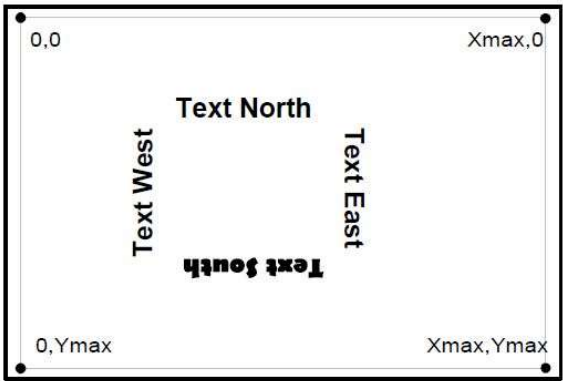 0,0
Xmax,0
Text North
Text West
Text East
Text South
0,Ymax
Xmax,Ymax